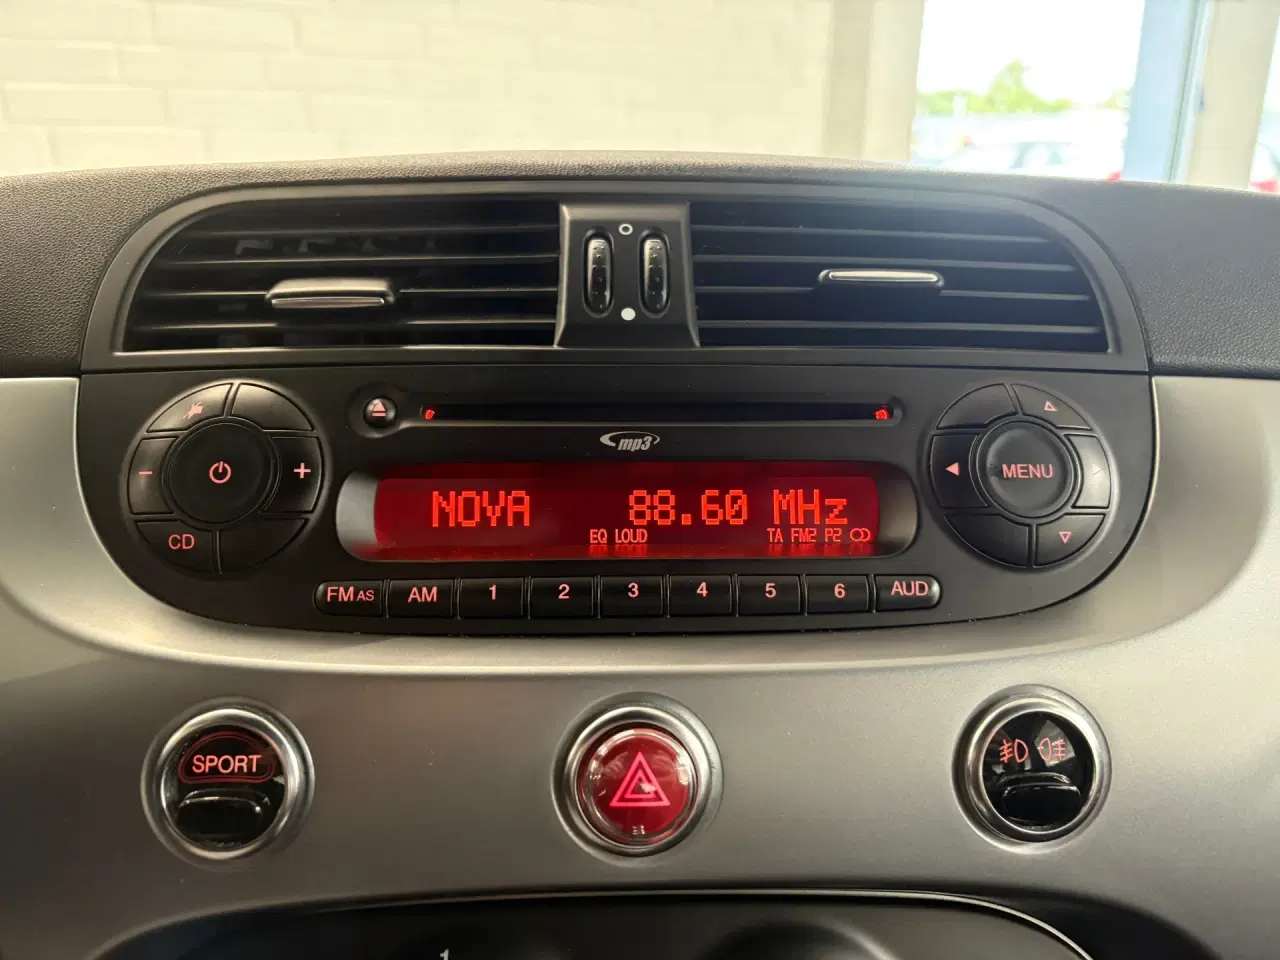 mp3
NOVA 88.60 MHz
EQ LOUD TA FM2 P2
MENU
CD
FM AS AM 1 2 3 4 5 6 AUD
SPORT
1